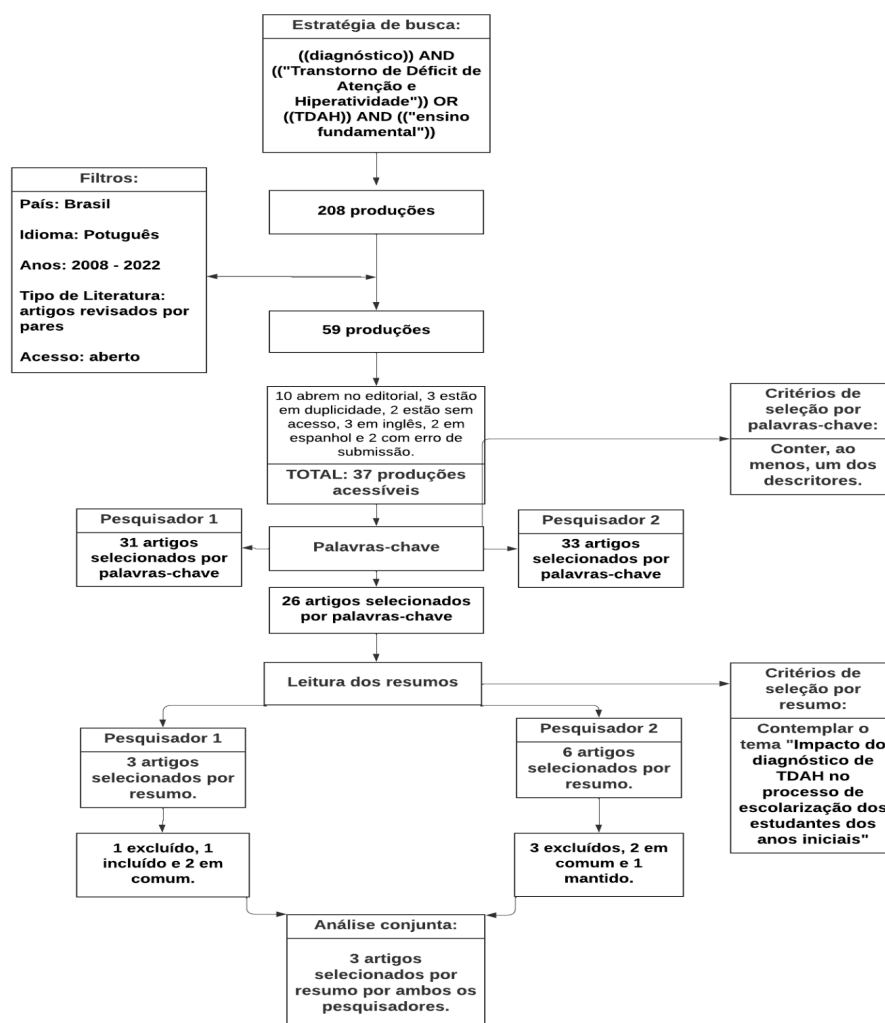 Estratégia de busca:
((diagnóstico)) AND
(("Transtorno de Déficit de
Atenção e
Hiperatividade")) OR
((TDAH)) AND (("ensino
fundamental"))
Filtros:
País: Brasil
Idioma: Potuguês
Anos: 2008 - 2022
Tipo de Literatura:
artigos revisados por
pares
Acesso: aberto
208 produções
59 produções
10 abrem no editorial, 3 estão
em duplicidade, 2 estão sem
acesso, 3 em inglês, 2 em
espanhol e 2 com erro de
submissão.
TOTAL: 37 produções
acessíveis
Critérios de
seleção por
palavras-chave:
Conter, ao
menos, um dos
descritores.
Pesquisador 1
31 artigos
selecionados por
palavras-chave
Palavras-chave
Pesquisador 2
33 artigos
selecionados por
palavras-chave
26 artigos selecionados
por palavras-chave
Leitura dos resumos
Critérios de
seleção por
resumo:
Contemplar o
tema "Impacto do
diagnóstico de
TDAH no
processo de
escolarização dos
estudantes dos
anos iniciais"
Pesquisador 1
3 artigos
selecionados por
resumo.
Pesquisador 2
6 artigos
selecionados por
resumo.
1 excluído, 1
incluído e 2 em
comum.
3 excluídos, 2 em
comum e 1
mantido.
Análise conjunta:
3 artigos
selecionados por
resumo por ambos os
pesquisadores.